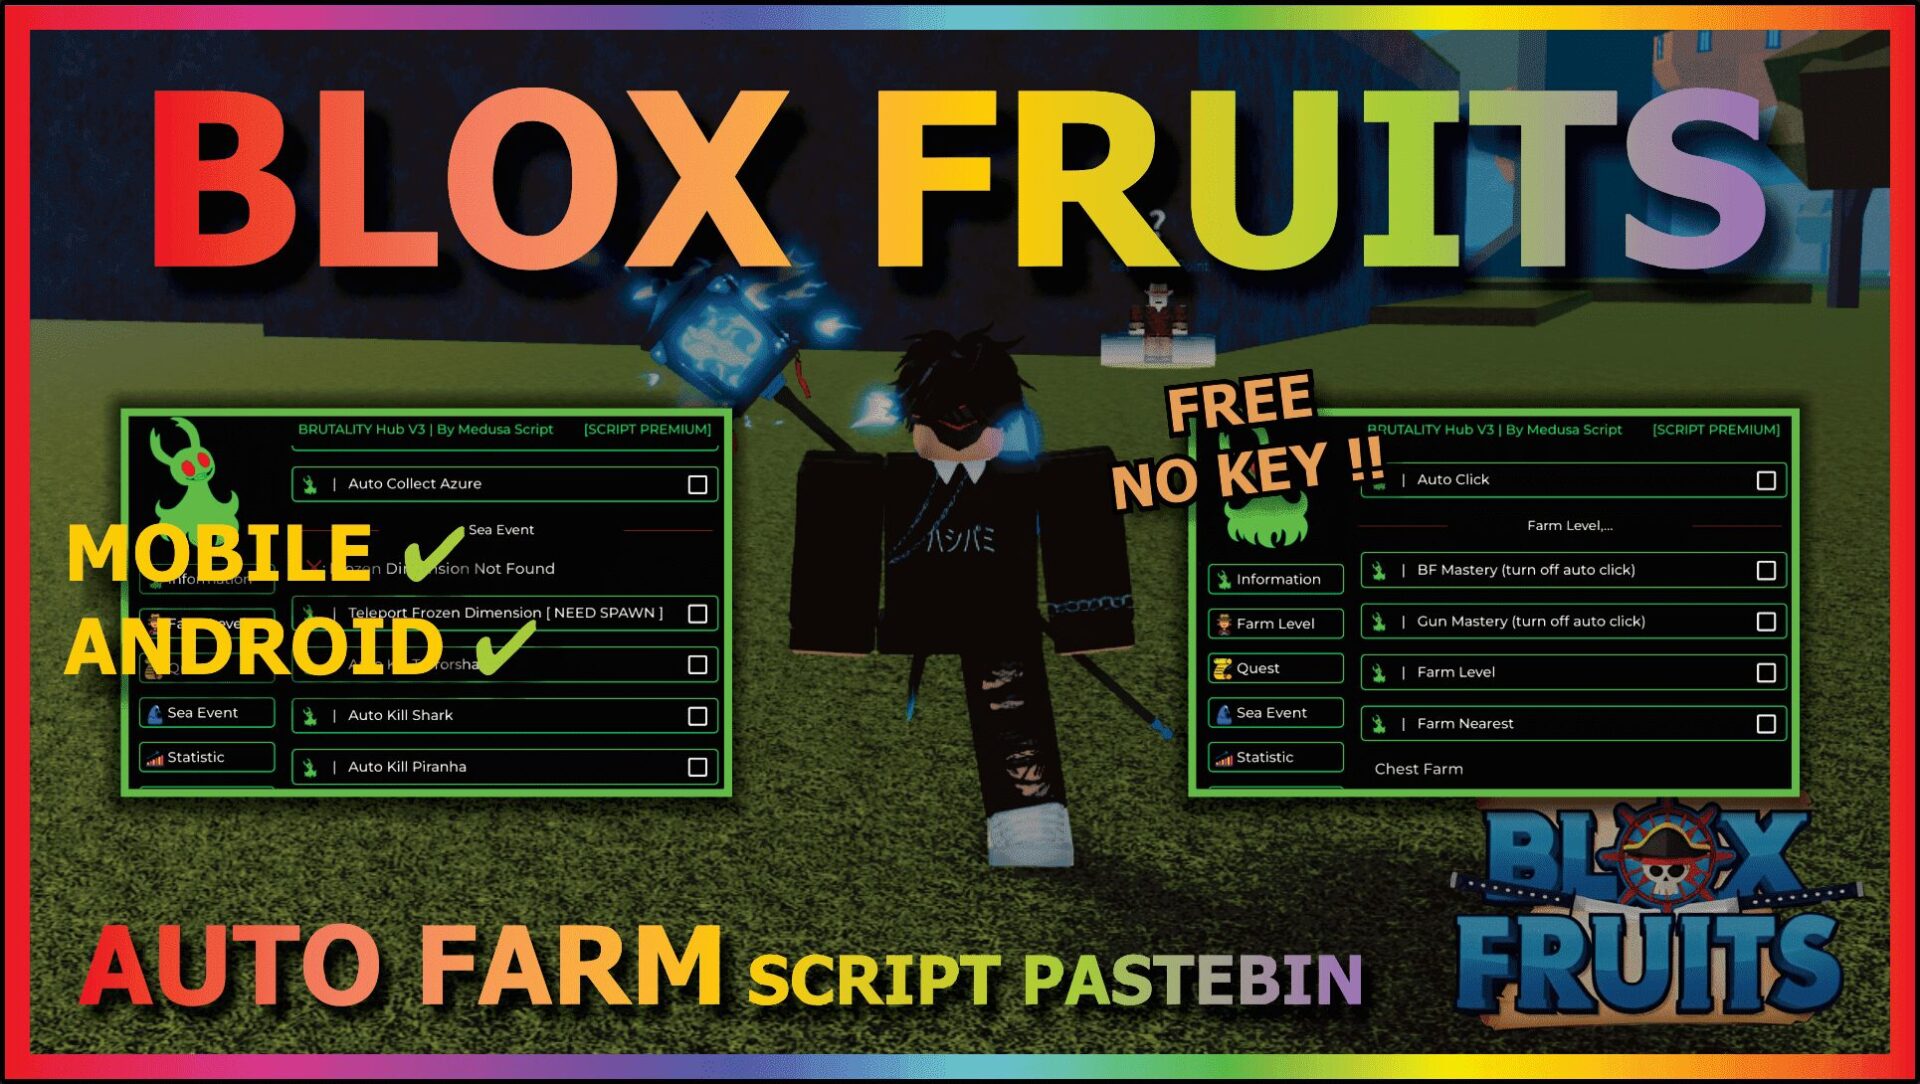 BLOX FRUITS
FREE
NO KEY !!
BRUTALITY Hub V3 | By Medusa Script [SCRIPT PREMIUM]
| Auto Collect Azure
Sea Event
Dimension Not Found
| Teleport Frozen Dimension [ NEED SPAWN ]
| Auto Kill Shark
| Auto Kill Piranha
Information
Sea Event
Statistic
MOBILE ✔
ANDROID ✔
ハシバミ
BRUTALITY Hub V3 | By Medusa Script [SCRIPT PREMIUM]
| Auto Click
Farm Level,...
| BF Mastery (turn off auto click)
| Gun Mastery (turn off auto click)
| Farm Level
| Farm Nearest
Chest Farm
Information
Farm Level
Quest
Sea Event
Statistic
AUTO FARM SCRIPT PASTEBIN
BLOX
FRUITS